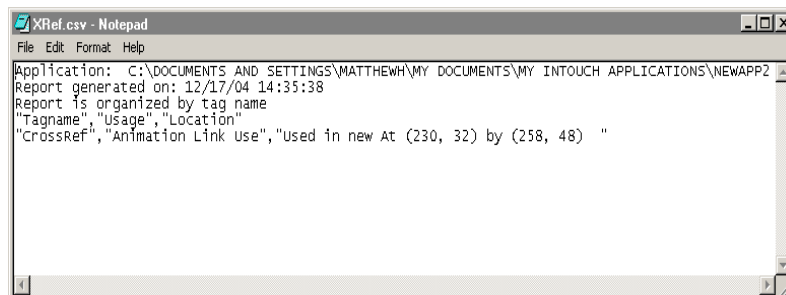 XRef.csv - Notepad
File Edit Format Help
Application:  C:\DOCUMENTS AND SETTINGS\MATTHEWH\MY DOCUMENTS\MY INTOUCH APPLICATIONS\NEWAPP2
Report generated on: 12/17/04 14:35:38
Report is organized by tag name
"Tagname","Usage","Location"
"CrossRef","Animation Link Use","Used in new At (230, 32) by (258, 48)  "